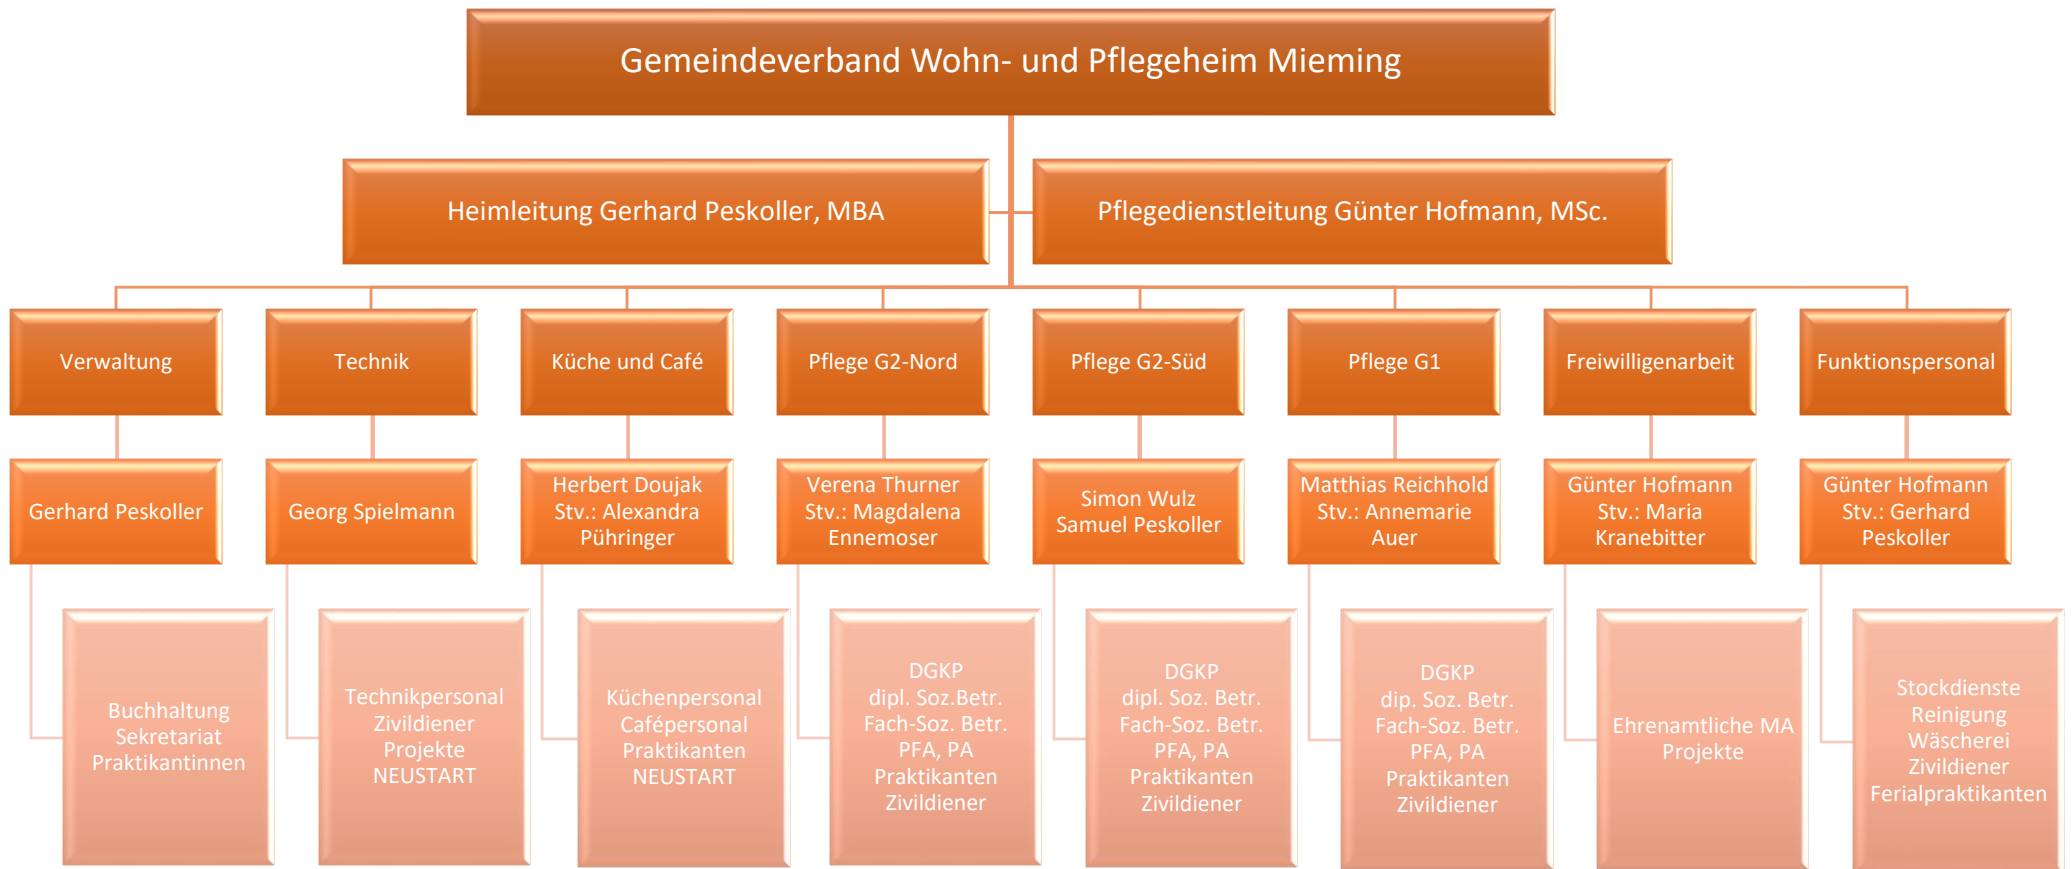 Gemeindeverband Wohn- und Pflegeheim Mieming
Heimleitung Gerhard Peskoller, MBA
Pflegedienstleitung Günter Hofmann, MSc.
Verwaltung
Technik
Küche und Café
Pflege G2-Nord
Pflege G2-Süd
Pflege G1
Freiwilligenarbeit
Funktionspersonal
Gerhard Peskoller
Georg Spielmann
Herbert Doujak
Stv.: Alexandra
Pühringer
Verena Thurner
Stv.: Magdalena
Ennemoser
Simon Wulz
Samuel Peskoller
Matthias Reichhold
Stv.: Annemarie
Auer
Günter Hofmann
Stv.: Maria
Kranebitter
Günter Hofmann
Stv.: Gerhard
Peskoller
Buchhaltung
Sekretariat
Praktikantinnen
Technikpersonal
Zivildiener
Projekte
NEUSTART
Küchenpersonal
Cafépersonal
Praktikanten
NEUSTART
DGKP
dipl. Soz.Betr.
Fach-Soz. Betr.
PFA, PA
Praktikanten
Zivildiener
DGKP
dipl. Soz. Betr.
Fach-Soz. Betr.
PFA, PA
Praktikanten
Zivildiener
DGKP
dip. Soz. Betr.
Fach-Soz. Betr.
PFA, PA
Praktikanten
Zivildiener
Ehrenamtliche MA
Projekte
Stockdienste
Reinigung
Wäscherei
Zivildiener
Ferialpraktikanten